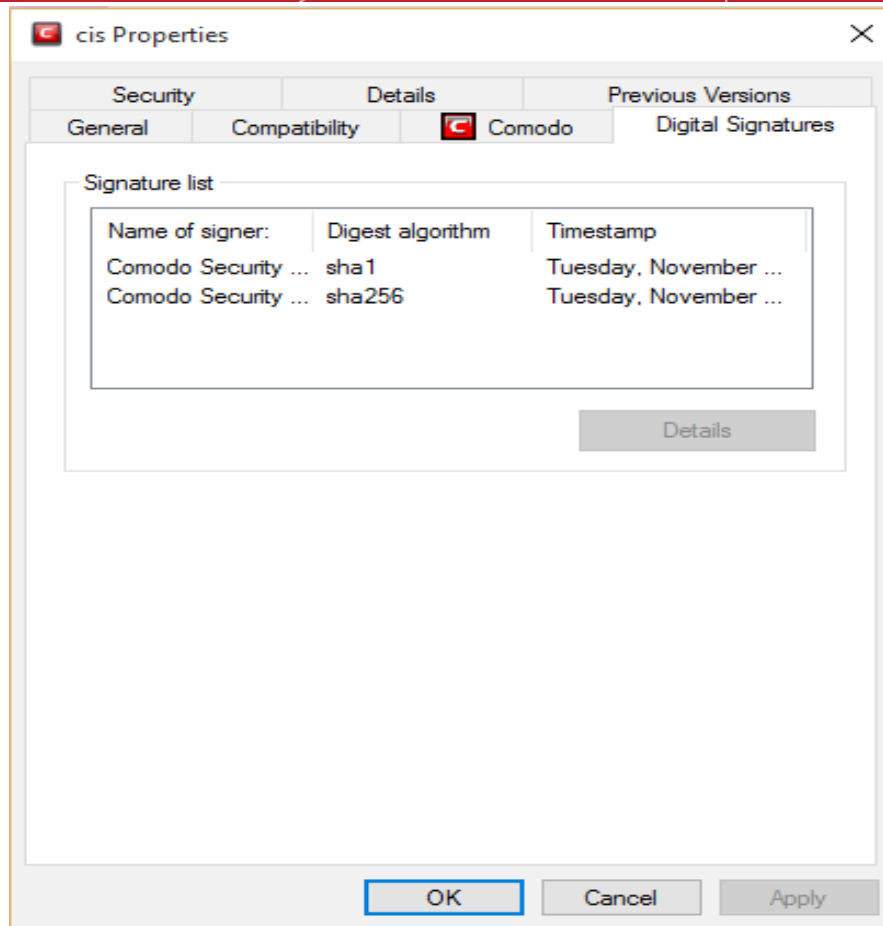 cis Properties
Security Details Previous Versions
General Compatibility Comodo Digital Signatures
Signature list
Name of signer: Digest algorithm Timestamp
Comodo Security ... sha1 Tuesday, November ...
Comodo Security ... sha256 Tuesday, November ...
Details
OK Cancel Apply